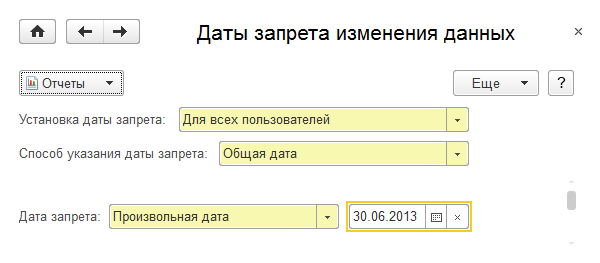 Даты запрета изменения данных
Отчеты Еще ?
Установка даты запрета: Для всех пользователей
Способ указания даты запрета: Общая дата
Дата запрета: Произвольная дата 30.06.2013